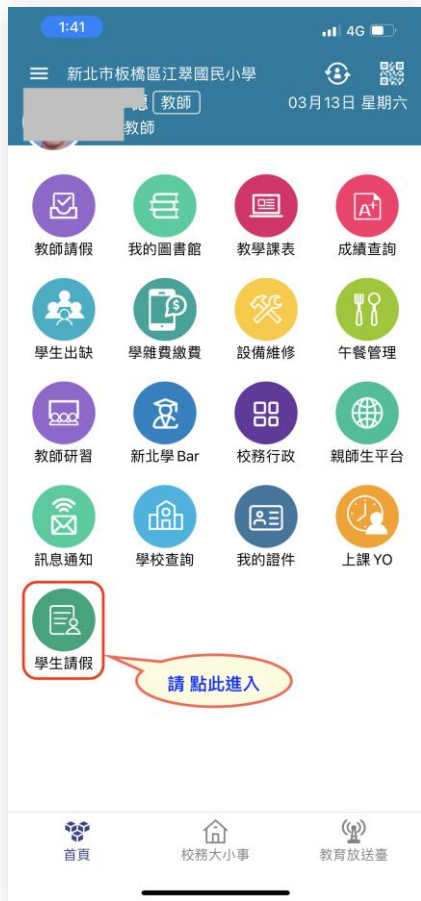 1:41
4G
新北市板橋區江翠國民小學
教師
03月13日 星期六
教師
A+
教師請假
我的圖書館
教學課表
成績查詢
$
學生出缺
學雜費繳費
設備維修
午餐管理
教師研習
新北學 Bar
校務行政
親師生平台
訊息通知
學校查詢
我的證件
上課 YO
學生請假
請 點此進入
首頁
校務大小事
教育放送臺